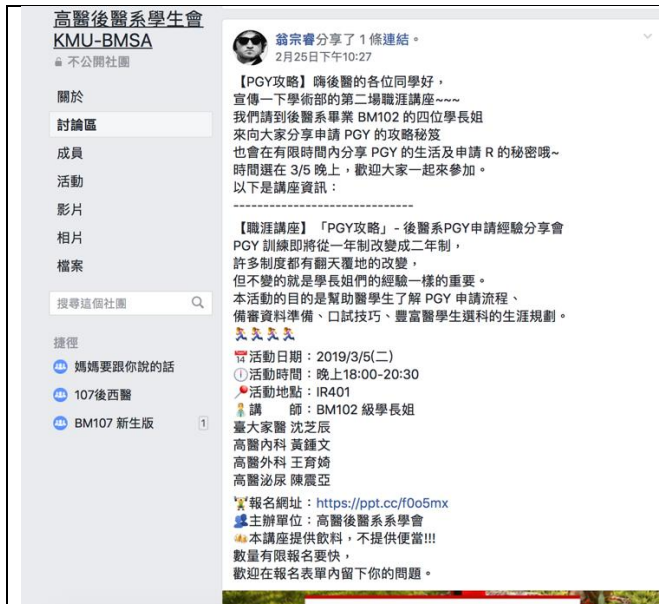 高醫後醫系學生會
KMU-BMSA
不公開社團
關於
討論區
成員
活動
影片
相片
檔案
搜尋這個社團
捷徑
媽媽要跟你說的話
107後西醫
BM107 新生版
1
翁宗睿分享了 1 條連結。
2月25日下午10:27
【PGY攻略】嗨後醫的各位同學好，
宣傳一下學術部的第二場職涯講座~~~
我們請到後醫系畢業 BM102 的四位學長姐
來向大家分享申請 PGY 的攻略秘笈
也會在有限時間內分享 PGY 的生活及申請 R 的秘密哦~
時間選在 3/5 晚上，歡迎大家一起來參加。
以下是講座資訊：
-----------------------------
【職涯講座】「PGY攻略」- 後醫系PGY申請經驗分享會
PGY 訓練即將從一年制改變成二年制，
許多制度都有翻天覆地的改變，
但不變的就是學長姐們的經驗一樣的重要。
本活動的目的是幫助醫學生了解 PGY 申請流程、
備審資料準備、口試技巧、豐富醫學生選科的生涯規劃。
🏃‍♀️🏃‍♀️🏃‍♀️🏃‍♀️
📅活動日期：2019/3/5(二)
🕕活動時間：晚上18:00-20:30
📍活動地點：IR401
講　　師：BM102 級學長姐
臺大家醫 沈芝辰
高醫內科 黃鍾文
高醫外科 王育婍
高醫泌尿 陳震亞
報名網址：https://ppt.cc/f0o5mx
👥主辦單位：高醫後醫系系學會
本講座提供飲料，不提供便當!!!
數量有限報名要快，
歡迎在報名表單內留下你的問題。